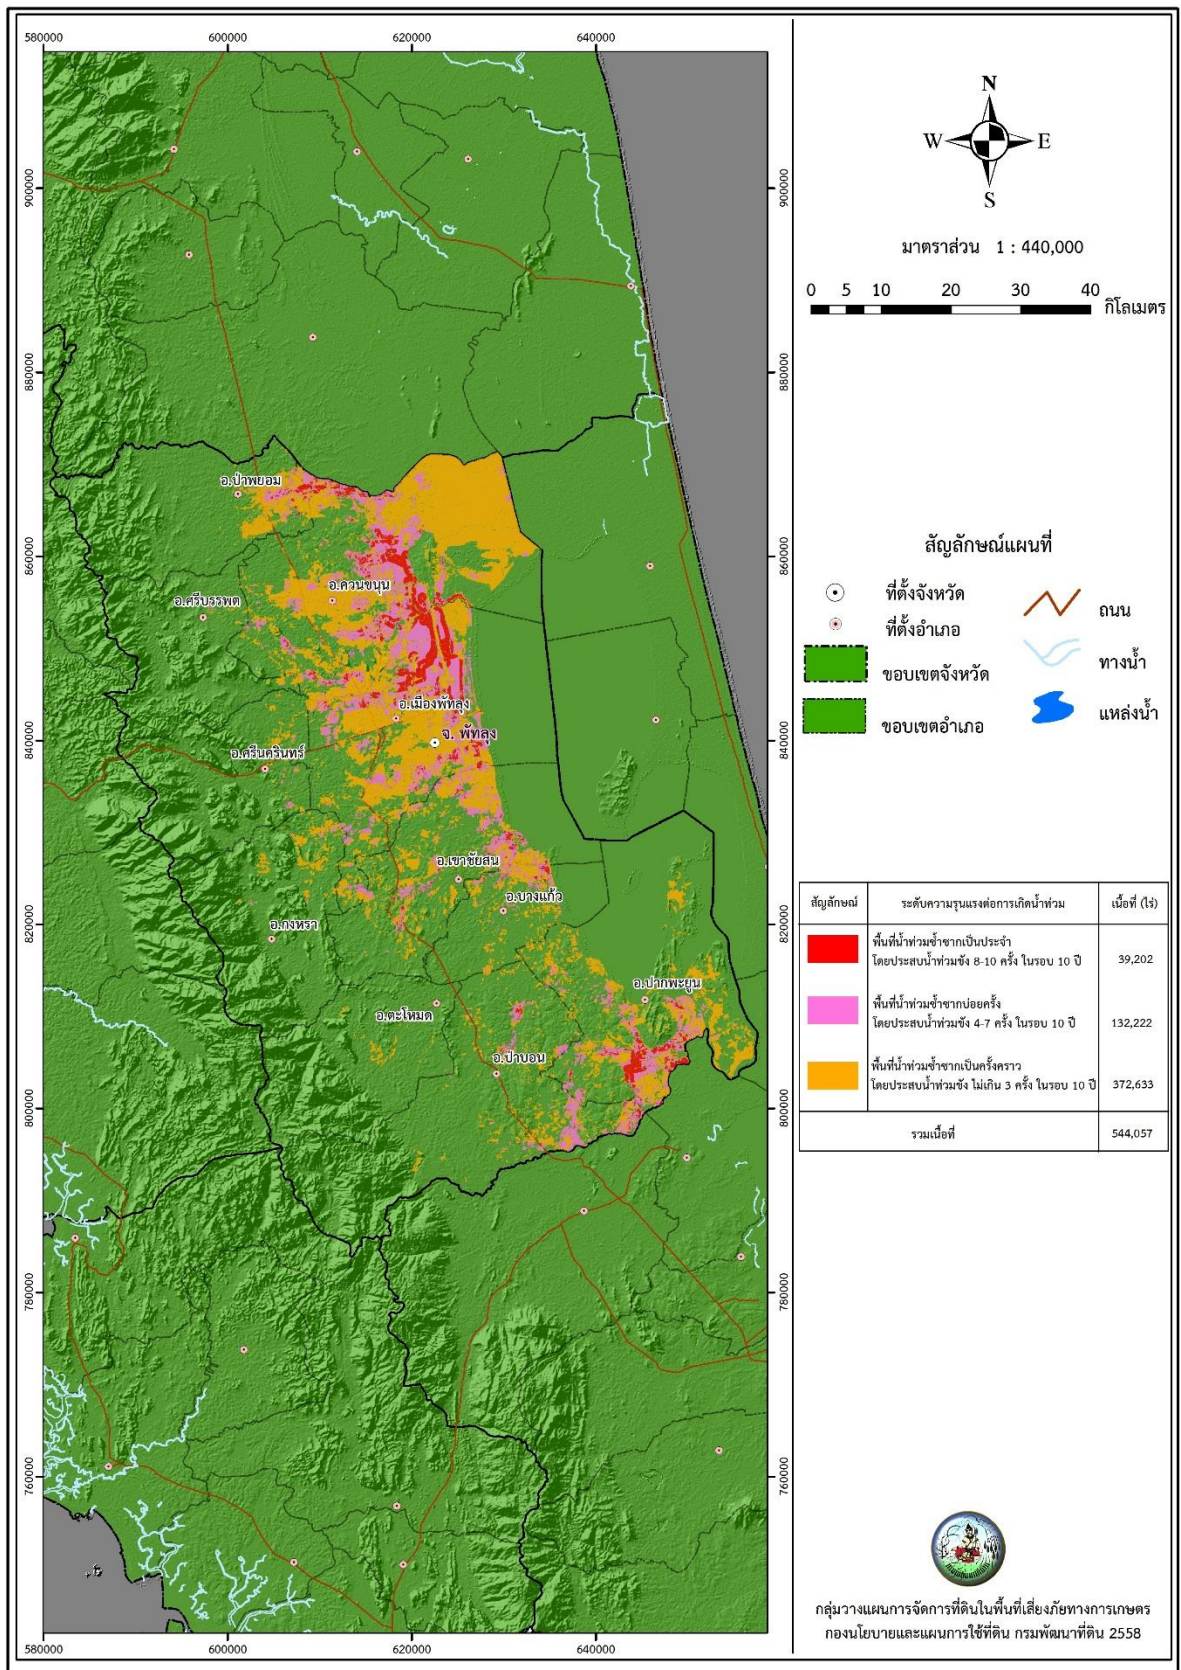 580000 600000 620000 640000
900000 900000
880000 880000
860000 860000
840000 840000
820000 820000
800000 800000
780000 780000
760000 760000
580000 600000 620000 640000
อ.ป่าพยอม
อ.ควนขนุน
อ.ศรีบรรพต
อ.เมืองพัทลุง
จ. พัทลุง
อ.ศรีนครินทร์
อ.เขาชัยสน
อ.บางแก้ว
อ.กงหรา
อ.ปากพะยูน
อ.ตะโหมด
อ.ป่าบอน
N
W E
S
มาตราส่วน 1 : 440,000
0 5 10 20 30 40
กิโลเมตร
สัญลักษณ์แผนที่
ที่ตั้งจังหวัด
ที่ตั้งอำเภอ
ขอบเขตจังหวัด
ขอบเขตอำเภอ
ถนน
ทางน้ำ
แหล่งน้ำ
สัญลักษณ์ ระดับความรุนแรงต่อการเกิดน้ำท่วม เนื้อที่ (ไร่)
พื้นที่น้ำท่วมซ้ำซากเป็นประจำ
โดยประสบน้ำท่วมขัง 8-10 ครั้ง ในรอบ 10 ปี 39,202
พื้นที่น้ำท่วมซ้ำซากบ่อยครั้ง
โดยประสบน้ำท่วมขัง 4-7 ครั้ง ในรอบ 10 ปี 132,222
พื้นที่น้ำท่วมซ้ำซากเป็นครั้งคราว
โดยประสบน้ำท่วมขัง ไม่เกิน 3 ครั้ง ในรอบ 10 ปี 372,633
รวมเนื้อที่ 544,057
กลุ่มวางแผนการจัดการที่ดินในพื้นที่เสี่ยงภัยทางการเกษตร
กองนโยบายและแผนการใช้ที่ดิน กรมพัฒนาที่ดิน 2558